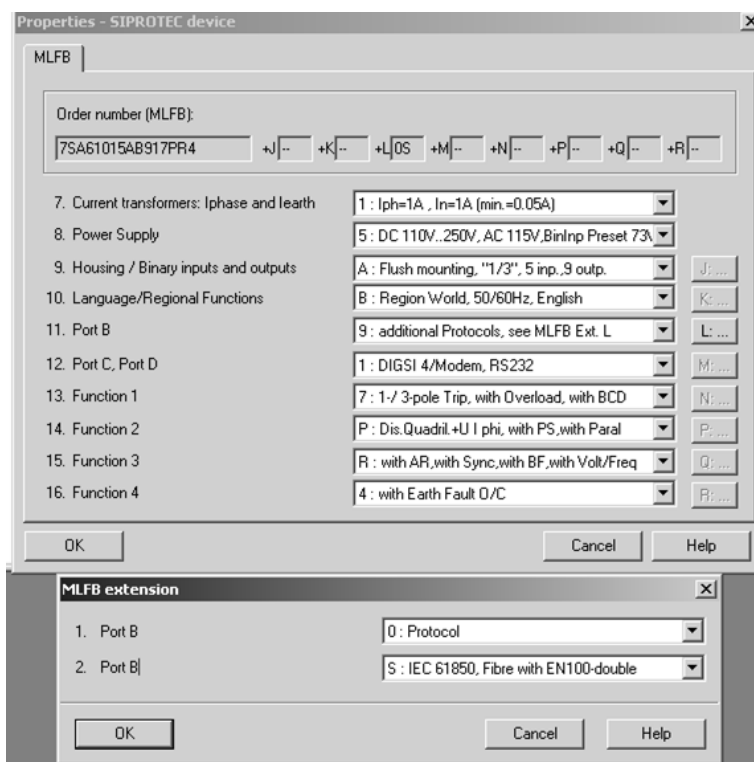 Properties - SIPROTEC device
MLFB
Order number (MLFB):
7SA61015AB917PR4 +J -- +K -- +L 0S +M -- +N -- +P -- +Q -- +R --
7. Current transformers: Iphase and Iearth 1 : Iph=1A , In=1A (min.=0.05A)
8. Power Supply 5 : DC 110V..250V, AC 115V,BinInp Preset 73V
9. Housing / Binary inputs and outputs A : Flush mounting, "1/3", 5 inp.,9 outp. J: ...
10. Language/Regional Functions B : Region World, 50/60Hz, English K: ...
11. Port B 9 : additional Protocols, see MLFB Ext. L L: ...
12. Port C, Port D 1 : DIGSI 4/Modem, RS232 M: ...
13. Function 1 7 : 1-/ 3-pole Trip, with Overload, with BCD N: ...
14. Function 2 P : Dis.Quadril.+U I phi, with PS,with Paral P: ...
15. Function 3 R : with AR,with Sync,with BF,with Volt/Freq Q: ...
16. Function 4 4 : with Earth Fault O/C R: ...
OK Cancel Help
MLFB extension
1. Port B 0 : Protocol
2. Port B S : IEC 61850, Fibre with EN100-double
OK Cancel Help